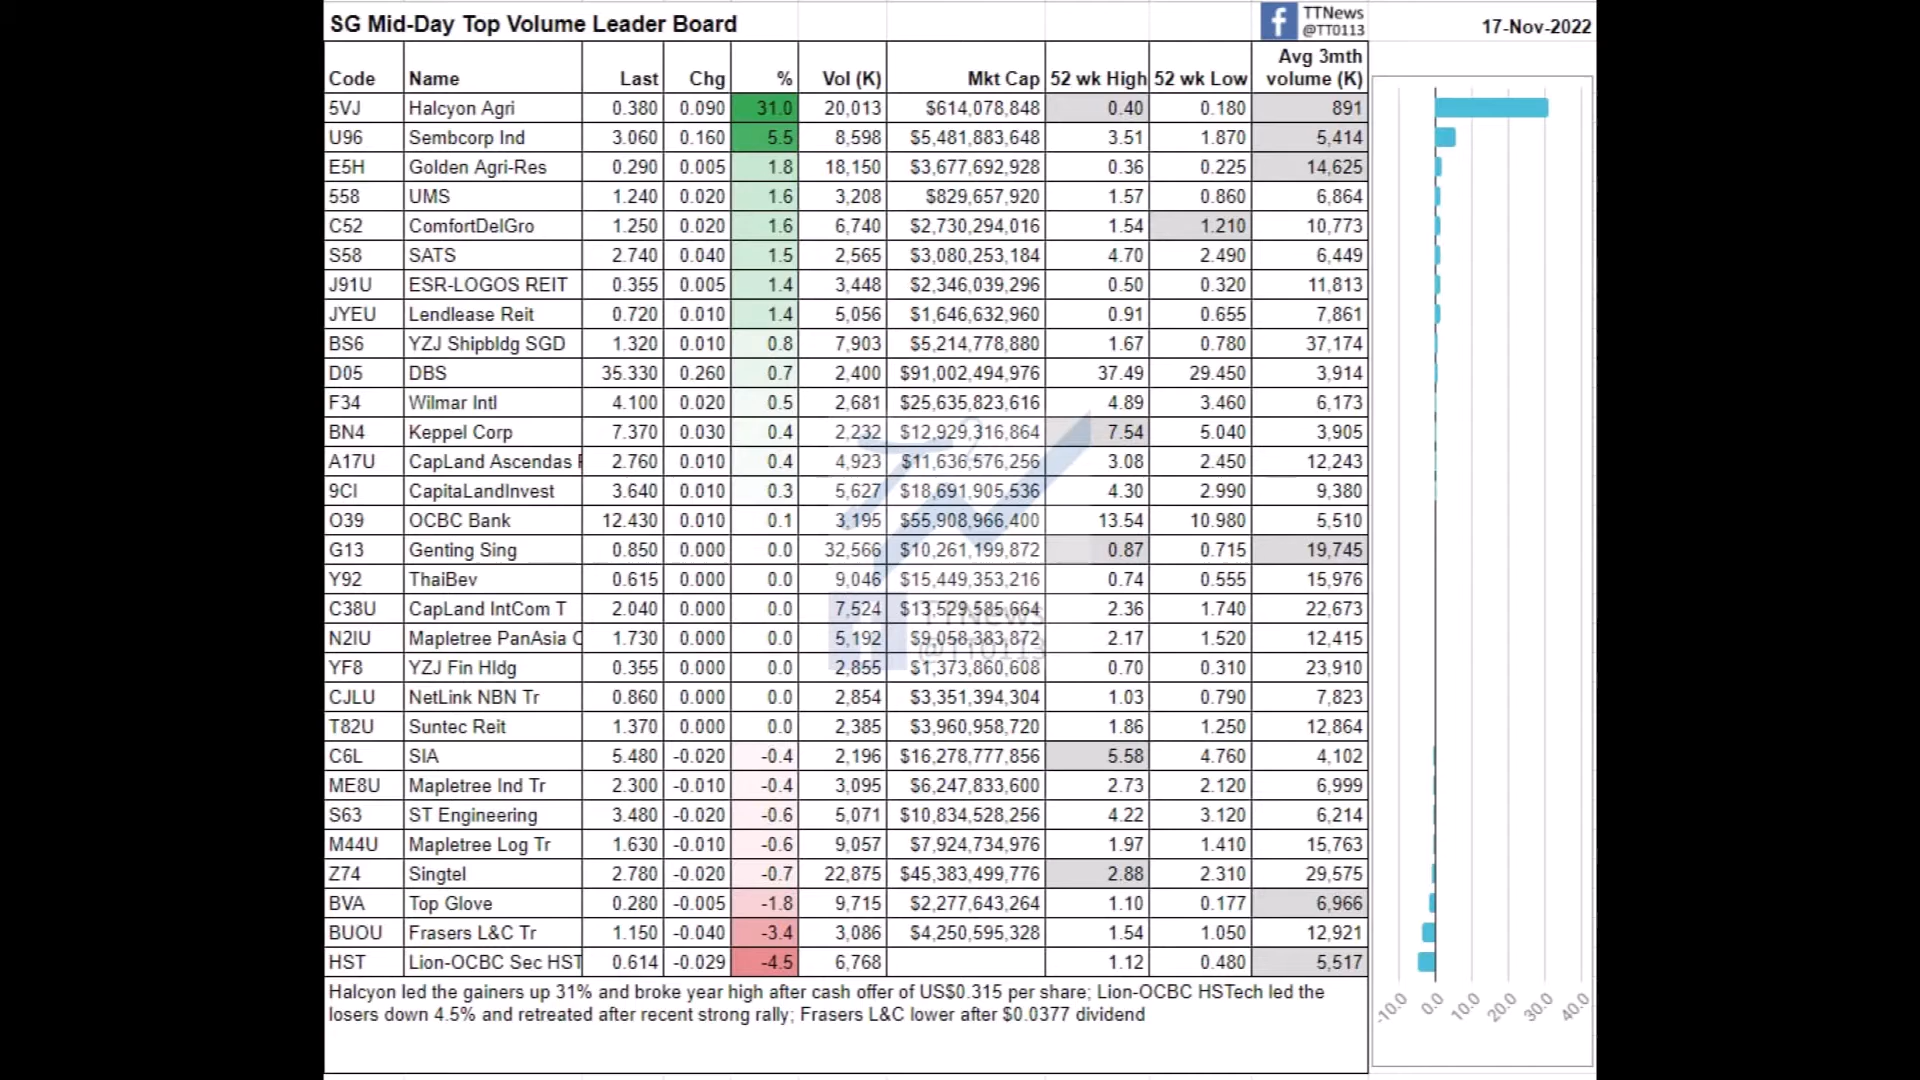 SG Mid-Day Top Volume Leader Board
TTNews
@TT0113
17-Nov-2022
Code Name Last Chg % Vol (K) Mkt Cap 52 wk High 52 wk Low Avg 3mth volume (K)
5VJ Halcyon Agri 0.380 0.090 31.0 20,013 $614,078,848 0.40 0.180 891
U96 Sembcorp Ind 3.060 0.160 5.5 8,598 $5,481,883,648 3.51 1.870 5,414
E5H Golden Agri-Res 0.290 0.005 1.8 18,150 $3,677,692,928 0.36 0.225 14,625
558 UMS 1.240 0.020 1.6 3,208 $829,657,920 1.57 0.860 6,864
C52 ComfortDelGro 1.250 0.020 1.6 6,740 $2,730,294,016 1.54 1.210 10,773
S58 SATS 2.740 0.040 1.5 2,565 $3,080,253,184 4.70 2.490 6,449
J91U ESR-LOGOS REIT 0.355 0.005 1.4 3,448 $2,346,039,296 0.50 0.320 11,813
JYEU Lendlease Reit 0.720 0.010 1.4 5,056 $1,646,632,960 0.91 0.655 7,861
BS6 YZJ Shipbldg SGD 1.320 0.010 0.8 7,903 $5,214,778,880 1.67 0.780 37,174
D05 DBS 35.330 0.260 0.7 2,400 $91,002,494,976 37.49 29.450 3,914
F34 Wilmar Intl 4.100 0.020 0.5 2,681 $25,635,823,616 4.89 3.460 6,173
BN4 Keppel Corp 7.370 0.030 0.4 2,232 $12,929,316,864 7.54 5.040 3,905
A17U CapLand Ascendas 2.760 0.010 0.4 4,923 $11,636,576,256 3.08 2.450 12,243
9CI CapitaLandInvest 3.640 0.010 0.3 5,627 $18,691,905,536 4.30 2.990 9,380
O39 OCBC Bank 12.430 0.010 0.1 3,195 $55,908,966,400 13.54 10.980 5,510
G13 Genting Sing 0.850 0.000 0.0 32,566 $10,261,199,872 0.87 0.715 19,745
Y92 ThaiBev 0.615 0.000 0.0 9,046 $15,449,353,216 0.74 0.555 15,976
C38U CapLand IntCom T 2.040 0.000 0.0 7,524 $13,529,585,664 2.36 1.740 22,673
N2IU Mapletree PanAsia C 1.730 0.000 0.0 5,192 $9,058,383,872 2.17 1.520 12,415
YF8 YZJ Fin Hldg 0.355 0.000 0.0 2,855 $1,373,860,608 0.70 0.310 23,910
CJLU NetLink NBN Tr 0.860 0.000 0.0 2,854 $3,351,394,304 1.03 0.790 7,823
T82U Suntec Reit 1.370 0.000 0.0 2,385 $3,960,958,720 1.86 1.250 12,864
C6L SIA 5.480 -0.020 -0.4 2,196 $16,278,777,856 5.58 4.760 4,102
ME8U Mapletree Ind Tr 2.300 -0.010 -0.4 3,095 $6,247,833,600 2.73 2.120 6,999
S63 ST Engineering 3.480 -0.020 -0.6 5,071 $10,834,528,256 4.22 3.120 6,214
M44U Mapletree Log Tr 1.630 -0.010 -0.6 9,057 $7,924,734,976 1.97 1.410 15,763
Z74 Singtel 2.780 -0.020 -0.7 22,875 $45,383,499,776 2.88 2.310 29,575
BVA Top Glove 0.280 -0.005 -1.8 9,715 $2,277,643,264 1.10 0.177 6,966
BUOU Frasers L&C Tr 1.150 -0.040 -3.4 3,086 $4,250,595,328 1.54 1.050 12,921
HST Lion-OCBC Sec HST 0.614 -0.029 -4.5 6,768 1.12 0.480 5,517
TTNews
@TT0113
Halcyon led the gainers up 31% and broke year high after cash offer of US$0.315 per share; Lion-OCBC HSTech led the
losers down 4.5% and retreated after recent strong rally; Frasers L&C lower after $0.0377 dividend
-10.0 0.0 10.0 20.0 30.0 40.0